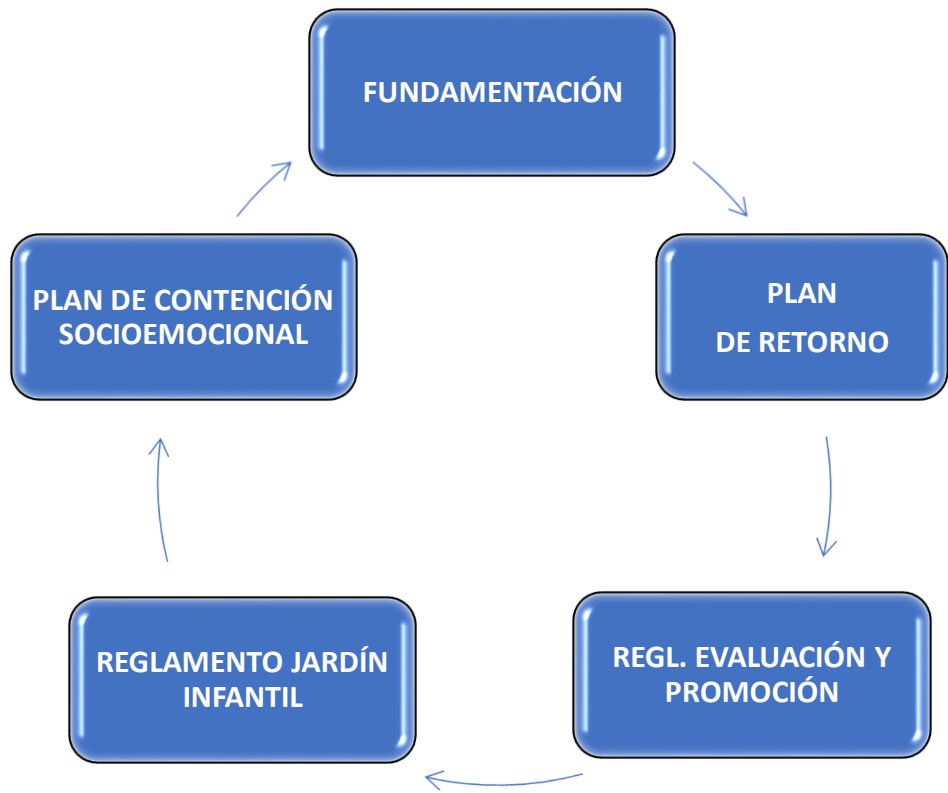 FUNDAMENTACIÓN
PLAN
DE RETORNO
REGL. EVALUACIÓN Y
PROMOCIÓN
REGLAMENTO JARDÍN
INFANTIL
PLAN DE CONTENCIÓN
SOCIOEMOCIONAL